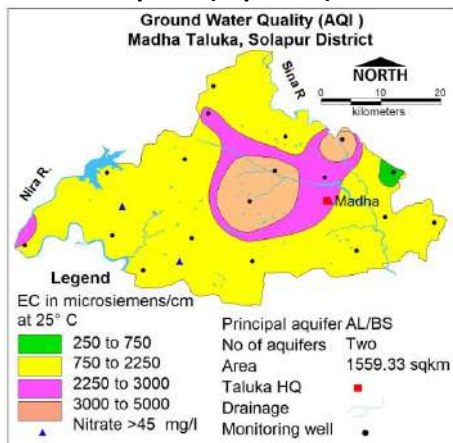 Ground Water Quality (AQI )
Madha Taluka, Solapur District
Sina R
NORTH
0 10 20
kilometers
Nira R.
Madha
Legend
EC in microsiemens/cm
at 25° C
250 to 750
750 to 2250
2250 to 3000
3000 to 5000
Nitrate >45 mg/l
Principal aquifer AL/BS
No of aquifers Two
Area 1559.33 sqkm
Taluka HQ
Drainage
Monitoring well